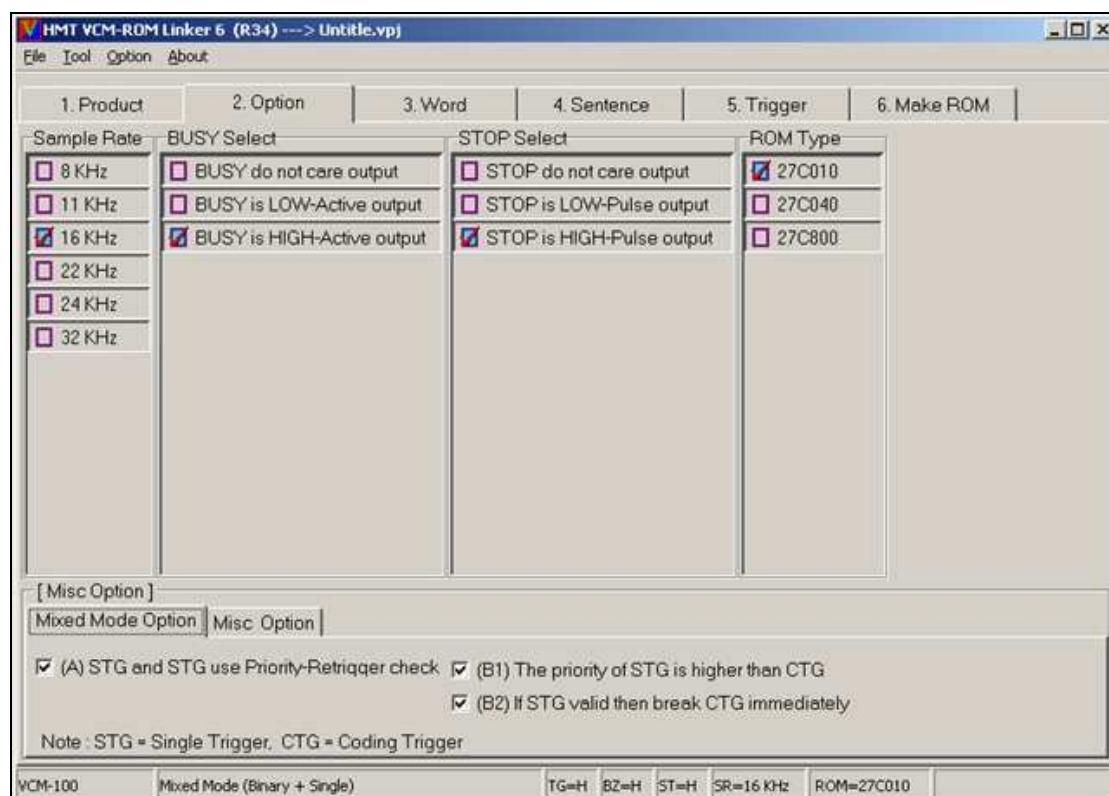 HMT VCM-ROM Linker 6 (R34) ---> Untitle.vpj
File Tool Option About
1. Product 2. Option 3. Word 4. Sentence 5. Trigger 6. Make ROM
Sample Rate BUSY Select STOP Select ROM Type
8 KHz BUSY do not care output STOP do not care output 27C010
11 KHz BUSY is LOW-Active output STOP is LOW-Pulse output 27C040
16 KHz BUSY is HIGH-Active output STOP is HIGH-Pulse output 27C800
22 KHz
24 KHz
32 KHz
[ Misc Option ]
Mixed Mode Option Misc Option
(A) STG and STG use Priority-Retrigger check (B1) The priority of STG is higher than CTG
(B2) If STG valid then break CTG immediately
Note : STG = Single Trigger, CTG = Coding Trigger
VCM-100 Mixed Mode (Binary + Single) TG=H BZ=H ST=H SR=16 KHz ROM=27C010